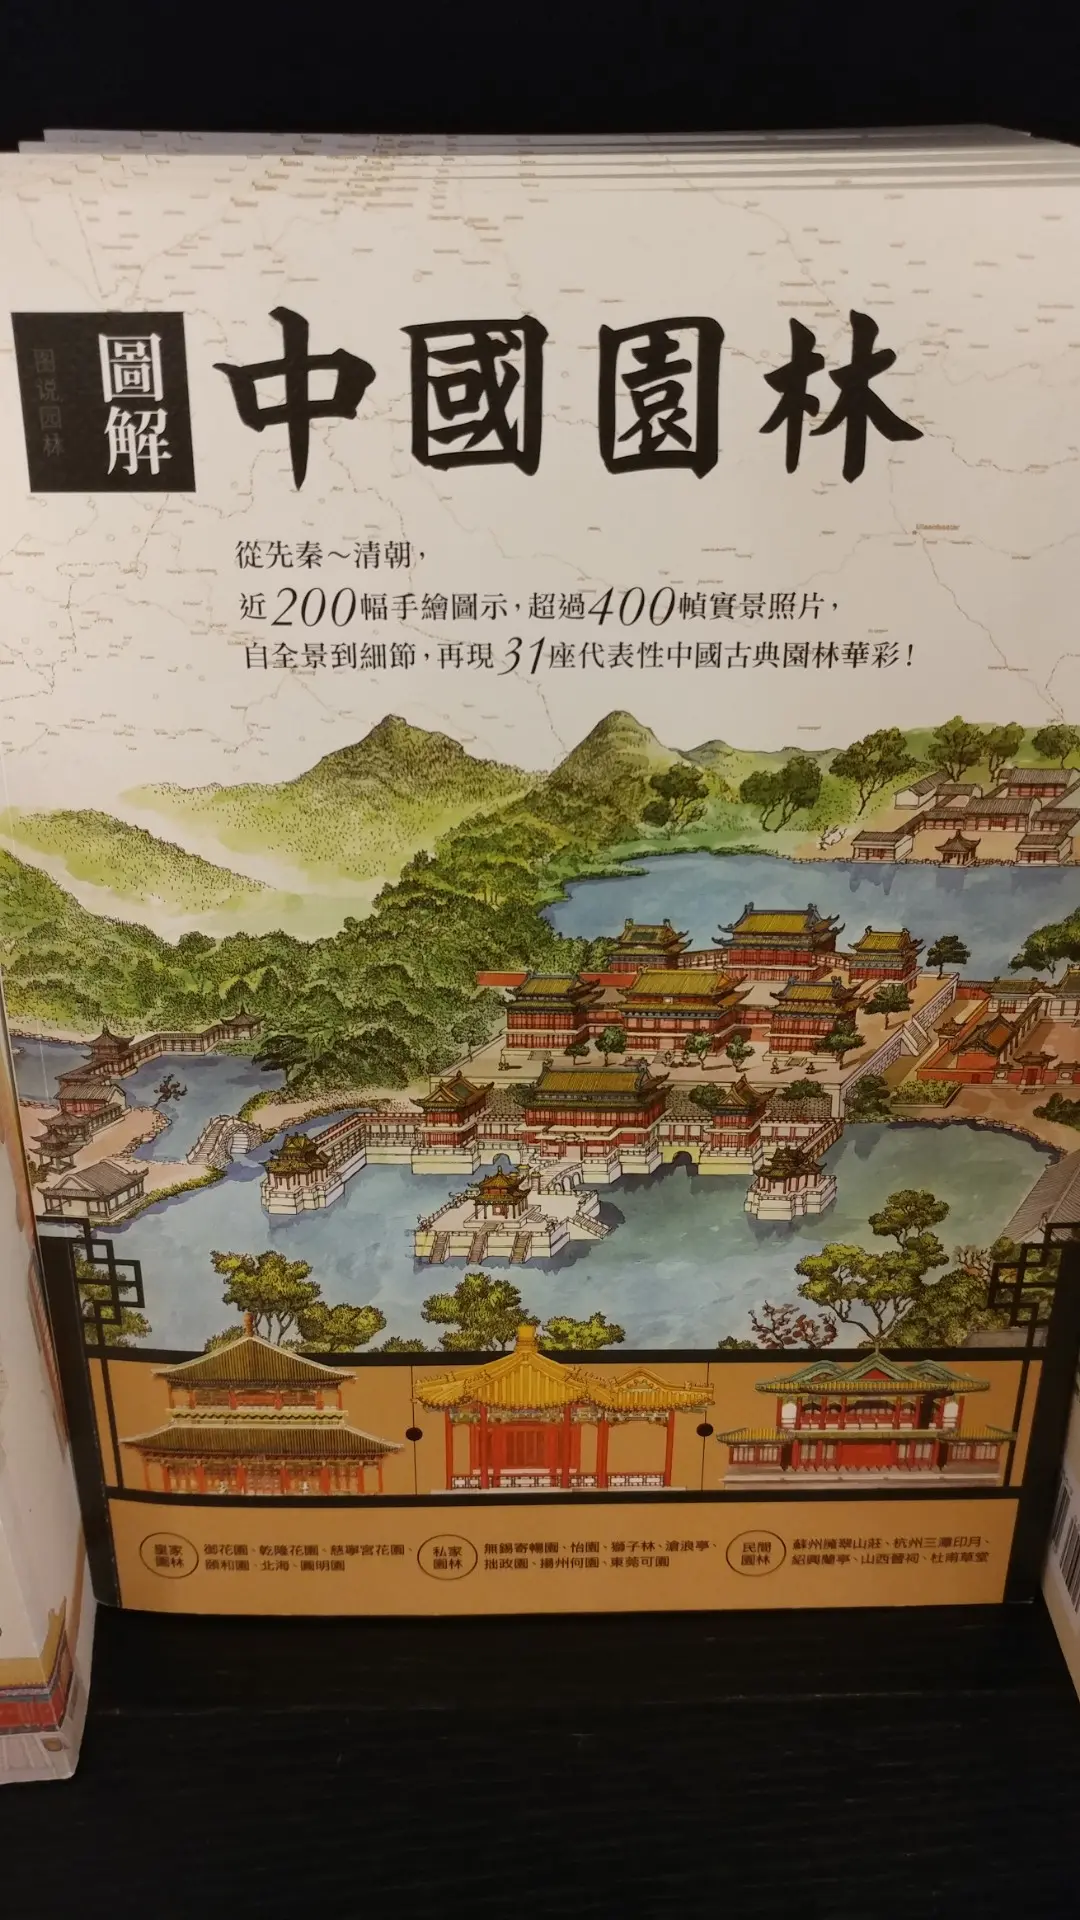 圖解
图说园林
中國園林
從先秦～清朝，
近200幅手繪圖示，超過400幀實景照片，
自全景到細節，再現31座代表性中國古典園林華彩！
皇家
園林
御花園、乾隆花園、慈寧宮花園、
頤和園、北海、圓明園
私家
園林
無錫寄暢園、怡園、獅子林、滄浪亭、
拙政園、揚州何園、東莞可園
民間
園林
蘇州擁翠山莊、杭州三潭印月、
紹興蘭亭、山西晉祠、杜甫草堂